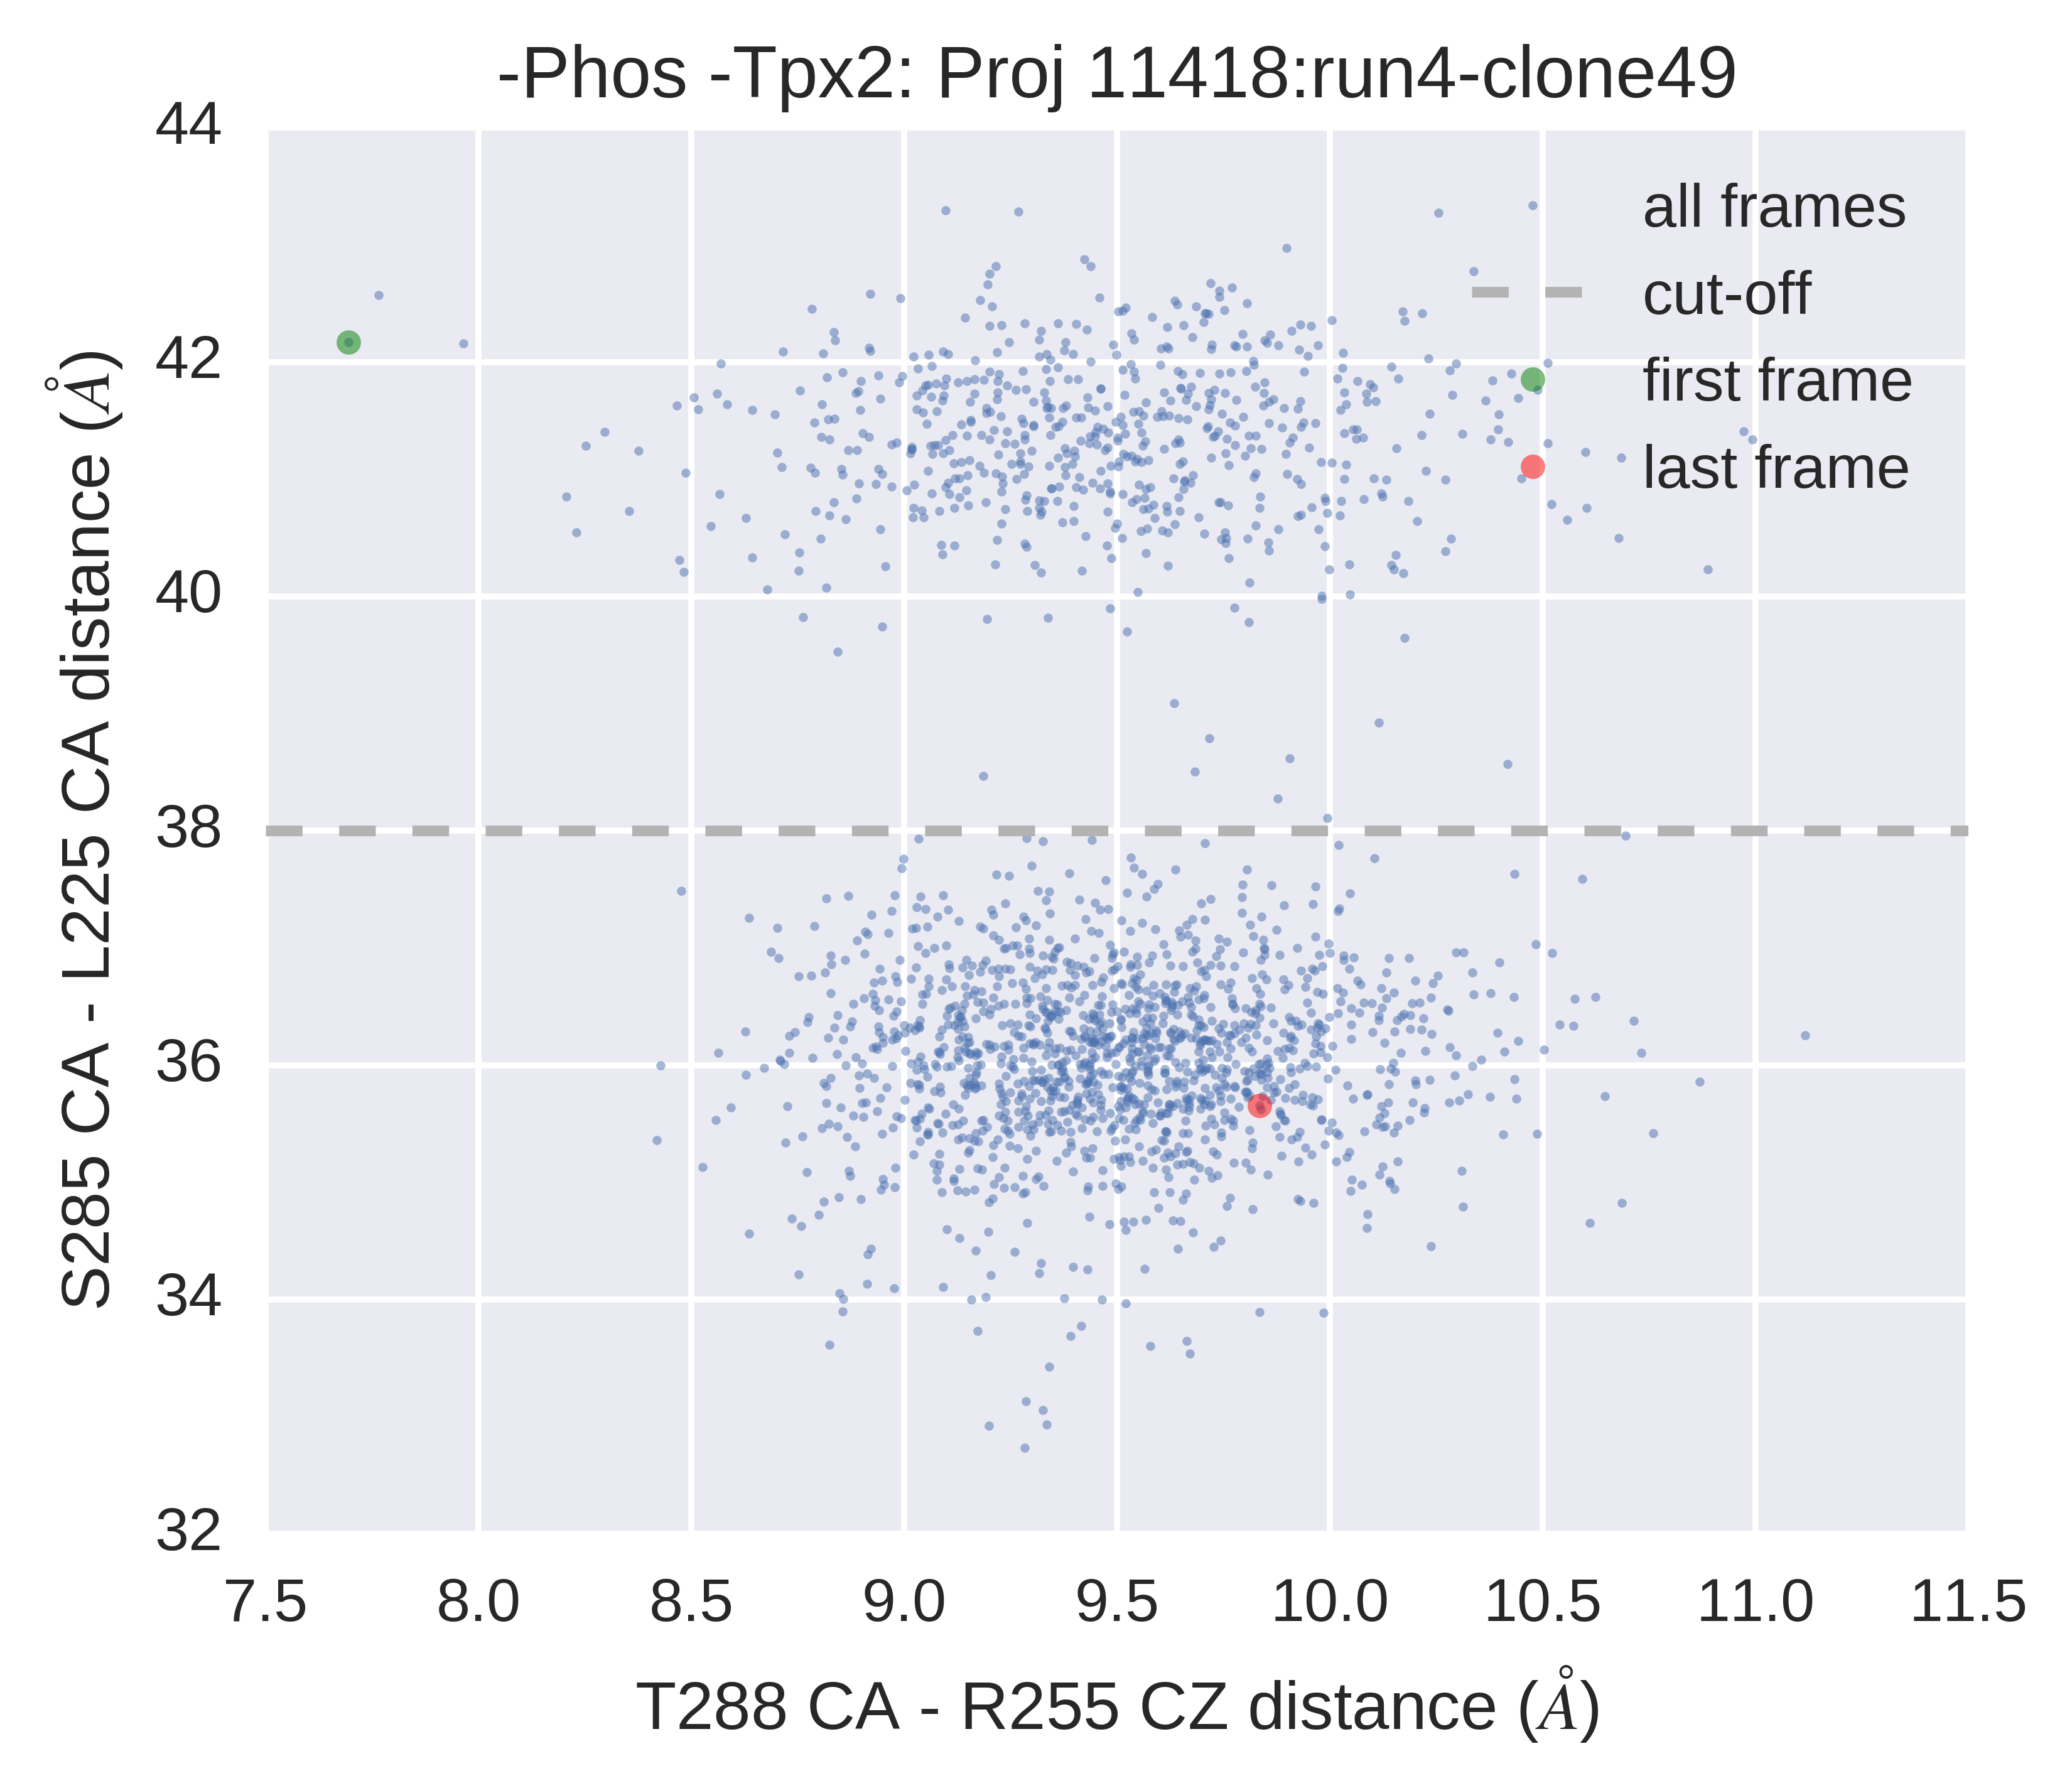 -Phos -Tpx2: Proj 11418:run4-clone49
44
42
40
38
36
34
32
S285 CA - L225 CA distance (Å)
all frames
cut-off
first frame
last frame
7.5 8.0 8.5 9.0 9.5 10.0 10.5 11.0 11.5
T288 CA - R255 CZ distance (Å)